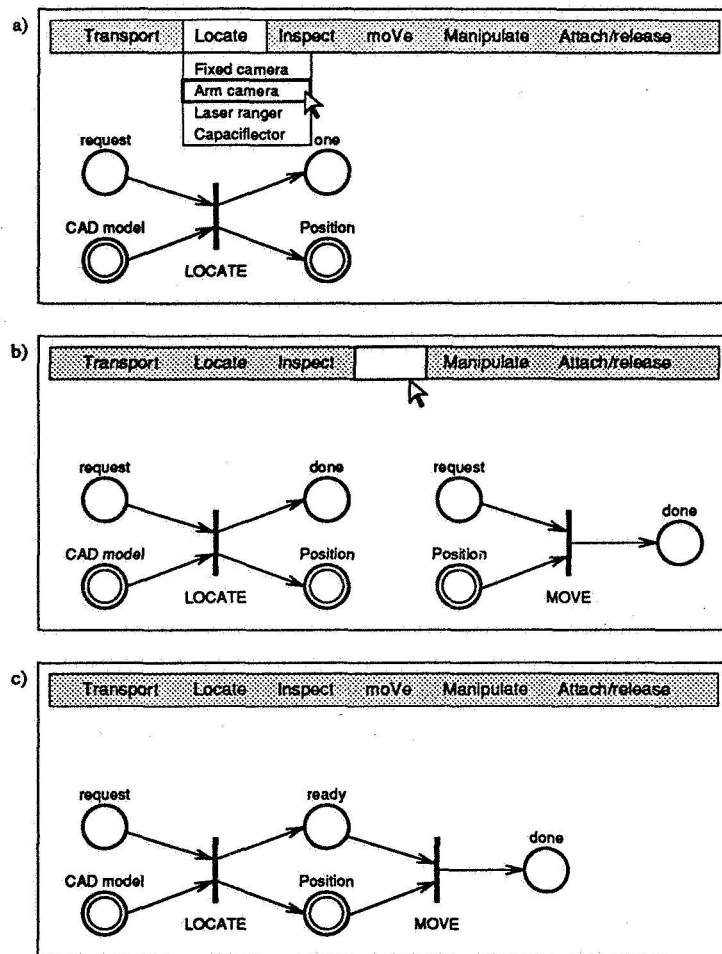 a)
Transport Locate Inspect moVe Manipulate Attach/release
Fixed camera
Arm camera
Laser ranger
Capaciflector
request one
CAD model Position
LOCATE
b)
Transport Locate Inspect Manipulate Attach/release
request done request
done
CAD model Position Position
LOCATE MOVE
c)
Transport Locate Inspect moVe Manipulate Attach/release
request ready
done
CAD model Position
LOCATE MOVE